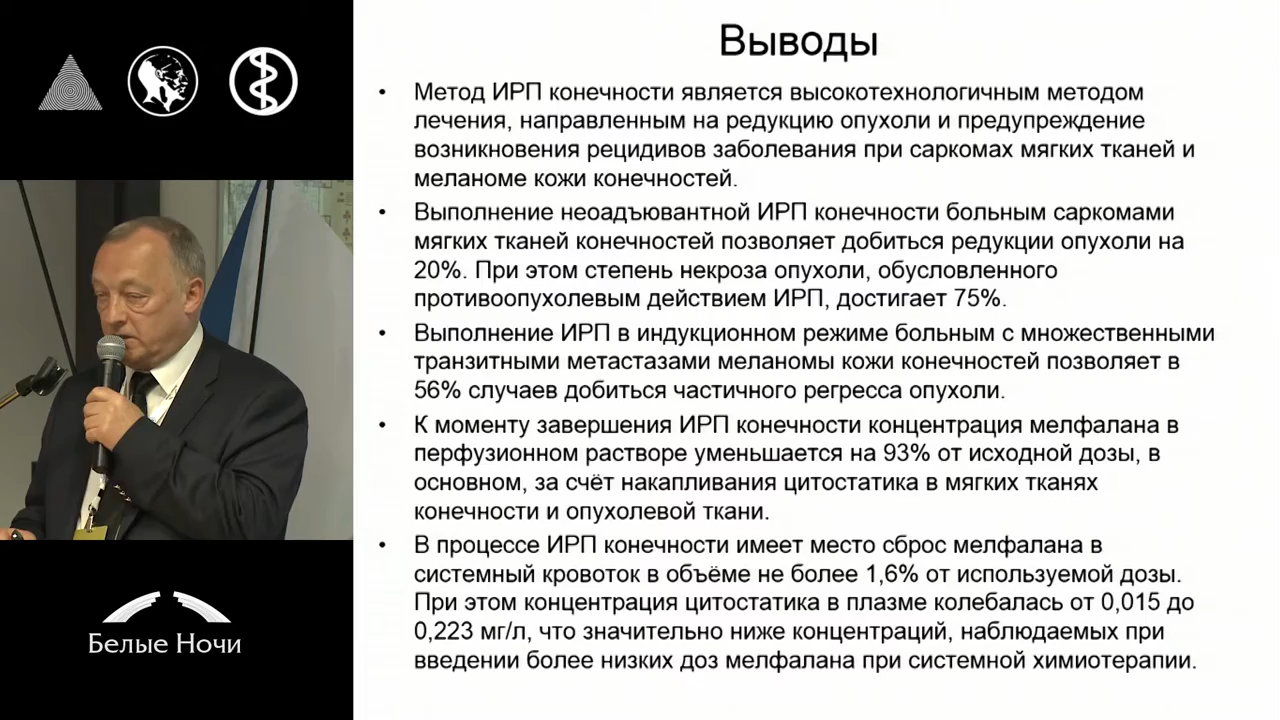 Выводы
• Метод ИРП конечности является высокотехнологичным методом
лечения, направленным на редукцию опухоли и предупреждение
возникновения рецидивов заболевания при саркомах мягких тканей и
меланоме кожи конечностей.
• Выполнение неоадъювантной ИРП конечности больным саркомами
мягких тканей конечностей позволяет добиться редукции опухоли на
20%. При этом степень некроза опухоли, обусловленного
противоопухолевым действием ИРП, достигает 75%.
• Выполнение ИРП в индукционном режиме больным с множественными
транзитными метастазами меланомы кожи конечностей позволяет в
56% случаев добиться частичного регресса опухоли.
• К моменту завершения ИРП конечности концентрация мелфалана в
перфузионном растворе уменьшается на 93% от исходной дозы, в
основном, за счёт накапливания цитостатика в мягких тканях
конечности и опухолевой ткани.
• В процессе ИРП конечности имеет место сброс мелфалана в
системный кровоток в объёме не более 1,6% от используемой дозы.
При этом концентрация цитостатика в плазме колебалась от 0,015 до
0,223 мг/л, что значительно ниже концентраций, наблюдаемых при
введении более низких доз мелфалана при системной химиотерапии.
Белые Ночи